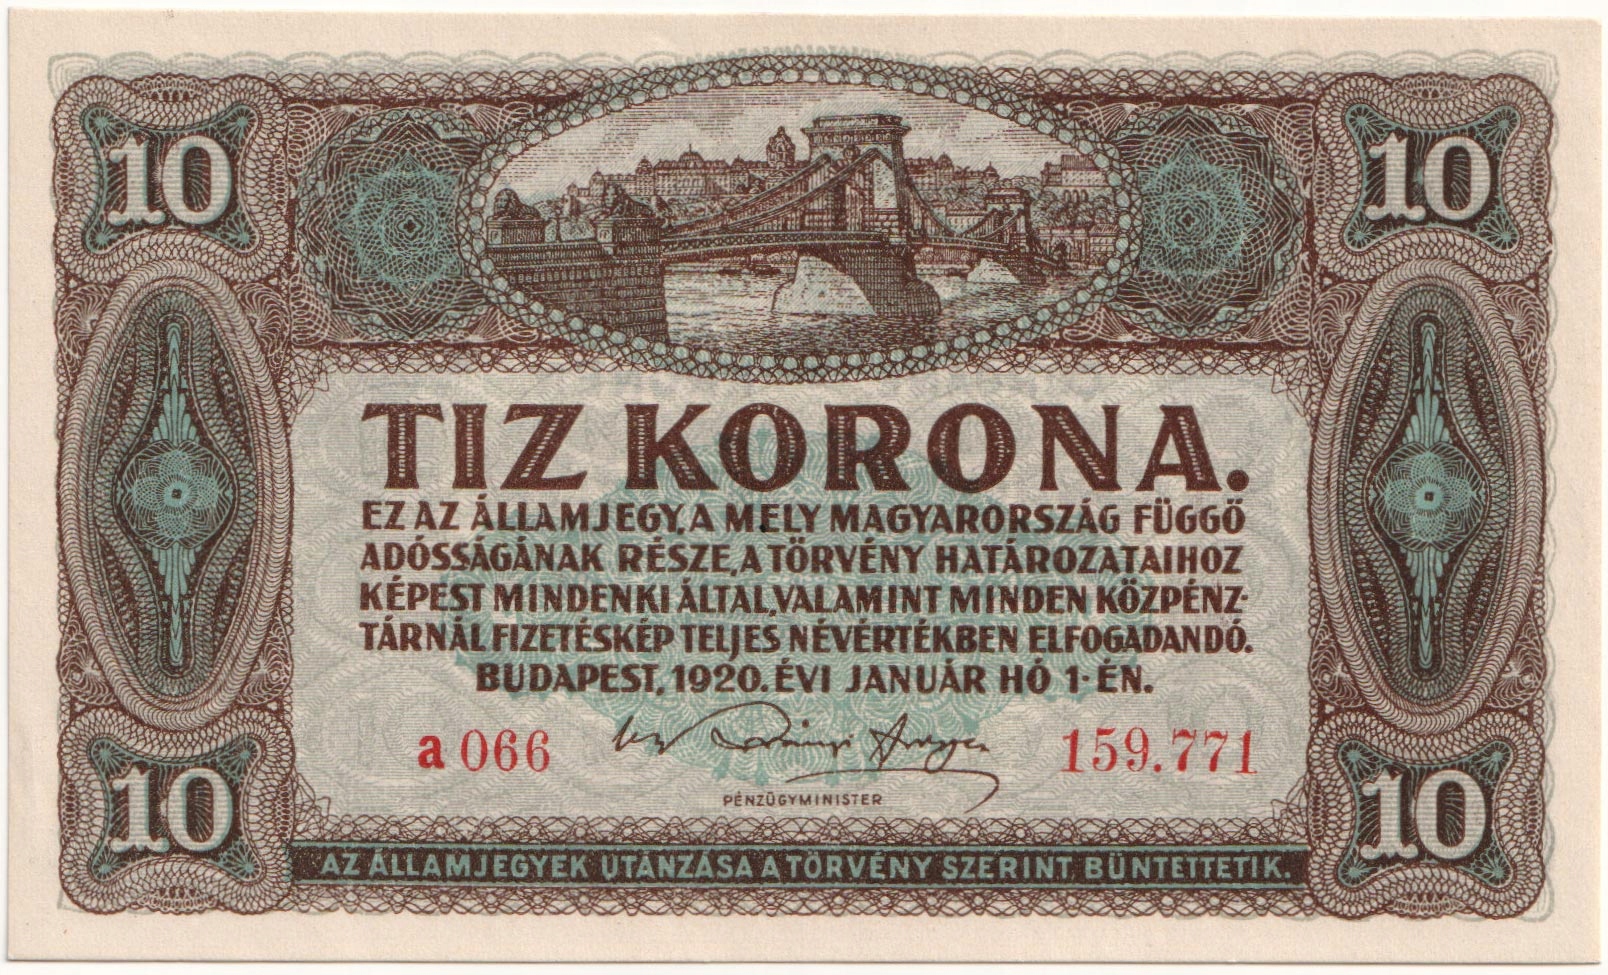 10
10
TIZ KORONA.
EZ AZ ÁLLAMJEGY, A MELY MAGYARORSZÁG FÜGGŐ
ADÓSSÁGÁNAK RÉSZE, A TÖRVÉNY HATÁROZATAIHOZ
KÉPEST MINDENKI ÁLTAL, VALAMINT MINDEN KÖZPÉNZ-
TÁRNÁL FIZETÉSKÉP TELJES NÉVÉRTÉKBEN ELFOGADANDÓ.
BUDAPEST, 1920. ÉVI JANUÁR HÓ 1-ÉN.
a 066
159.771
PÉNZÜGYMINISTER
10
10
AZ ÁLLAMJEGYEK UTÁNZÁSA A TÖRVÉNY SZERINT BÜNTETTETIK.